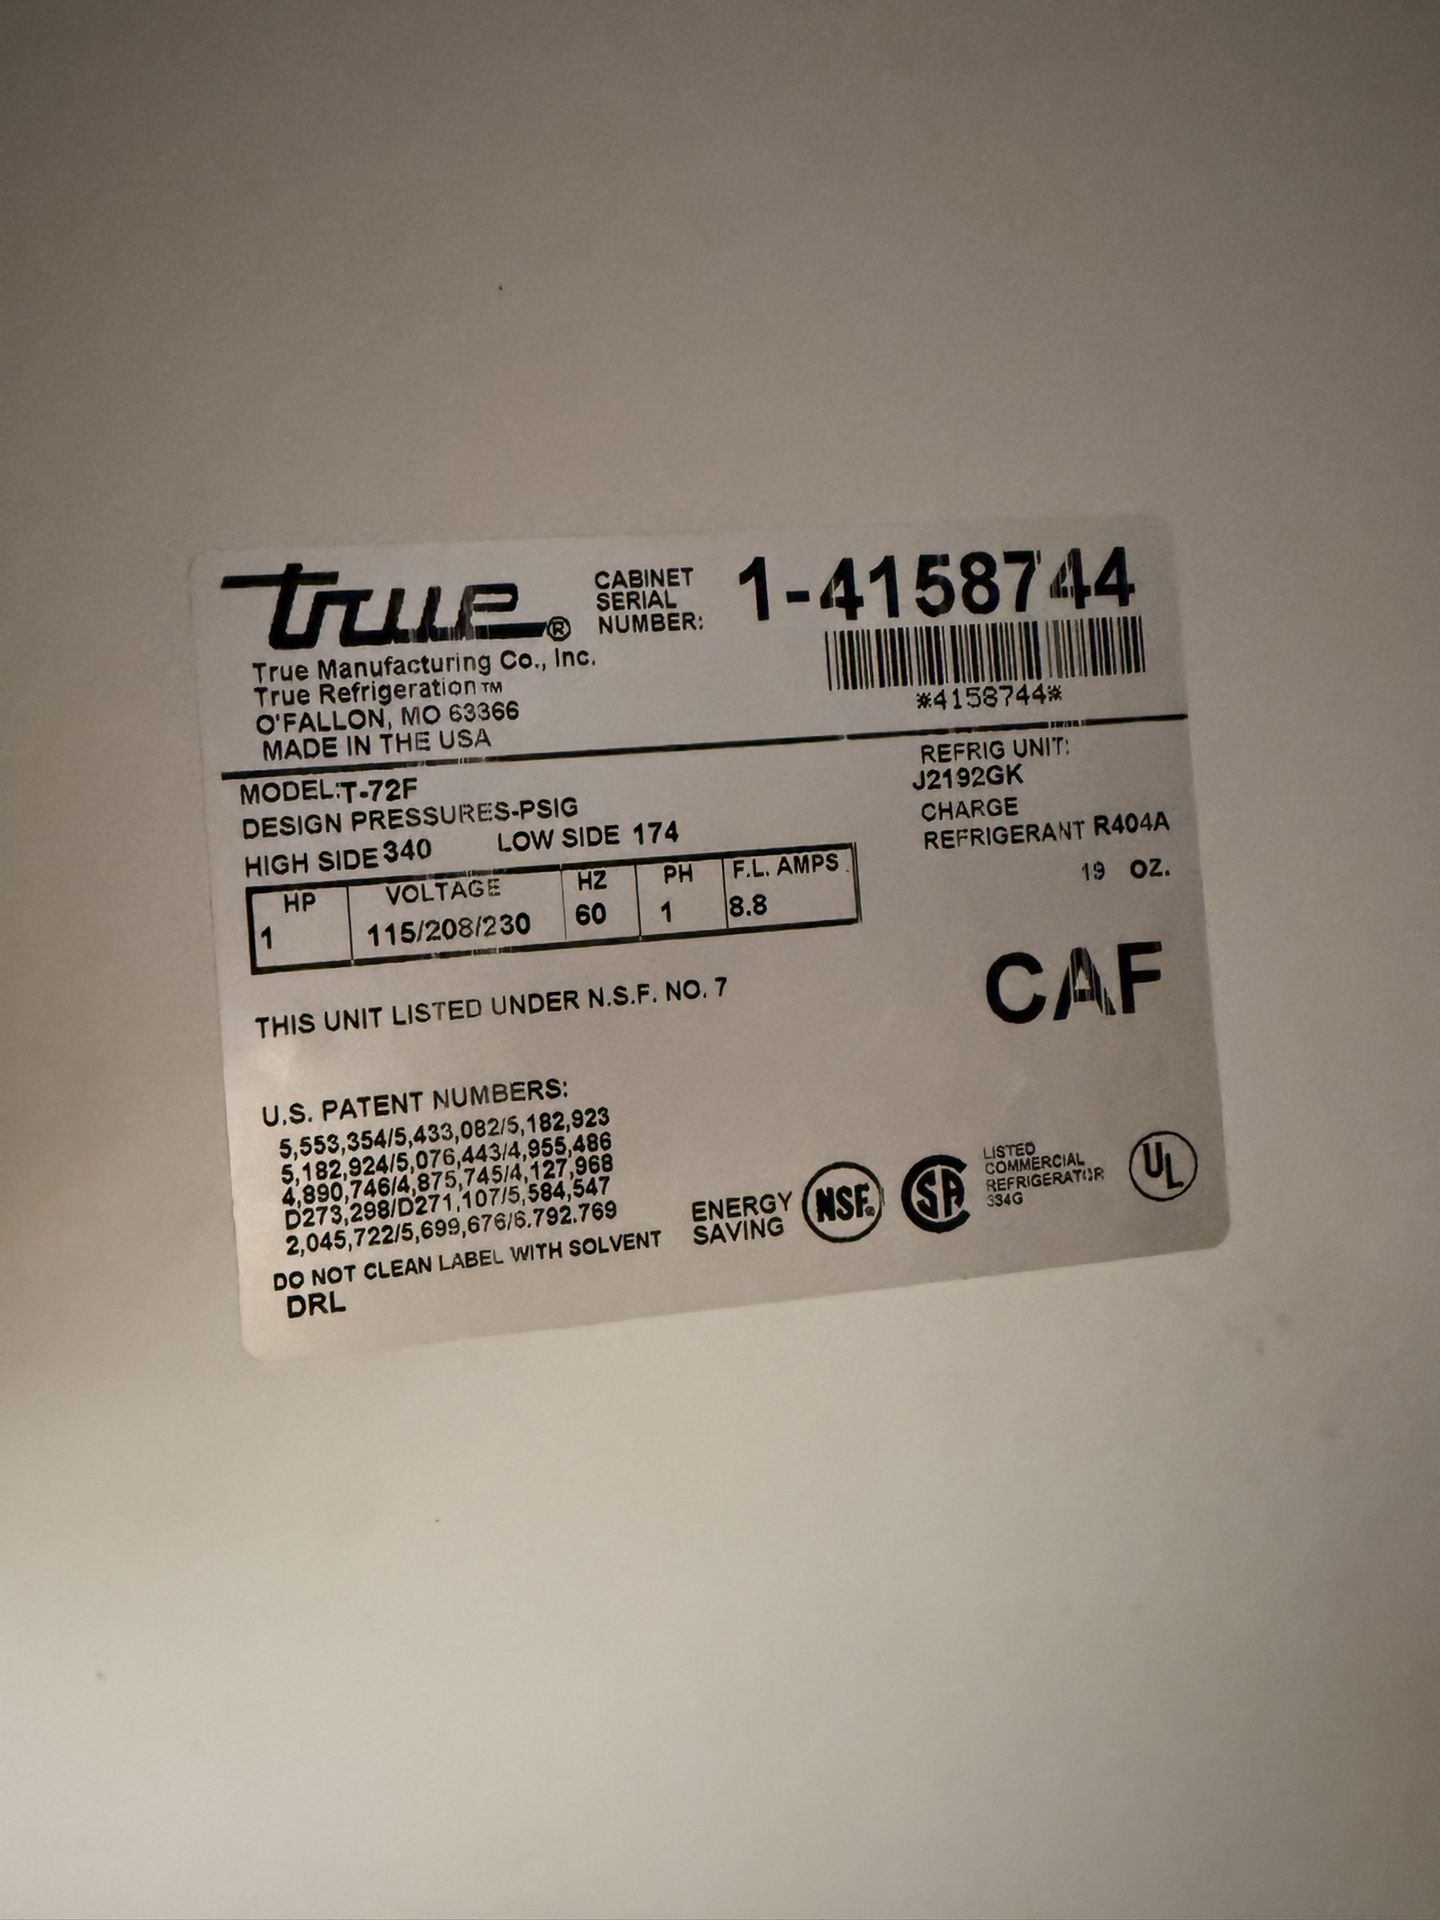 true®
CABINET
SERIAL
NUMBER:
1-4158744
*4158744*
True Manufacturing Co., Inc.
True Refrigeration™
O'FALLON, MO 63366
MADE IN THE USA
MODEL:T-72F
DESIGN PRESSURES-PSIG
HIGH SIDE 340 LOW SIDE 174
REFRIG UNIT:
J2192GK
CHARGE
REFRIGERANT R404A
19 OZ.
HP VOLTAGE HZ PH F.L. AMPS
1 115/208/230 60 1 8.8
CAF
THIS UNIT LISTED UNDER N.S.F. NO. 7
U.S. PATENT NUMBERS:
5,553,354/5,433,082/5,182,923
5,182,924/5,076,443/4,955,486
4,890,746/4,875,745/4,127,968
D273,298/D271,107/5,584,547
2,045,722/5,699,676/6.792.769
DO NOT CLEAN LABEL WITH SOLVENT
DRL
ENERGY
SAVING
NSF®
SA
LISTED
COMMERCIAL
REFRIGERATOR
334G
UL